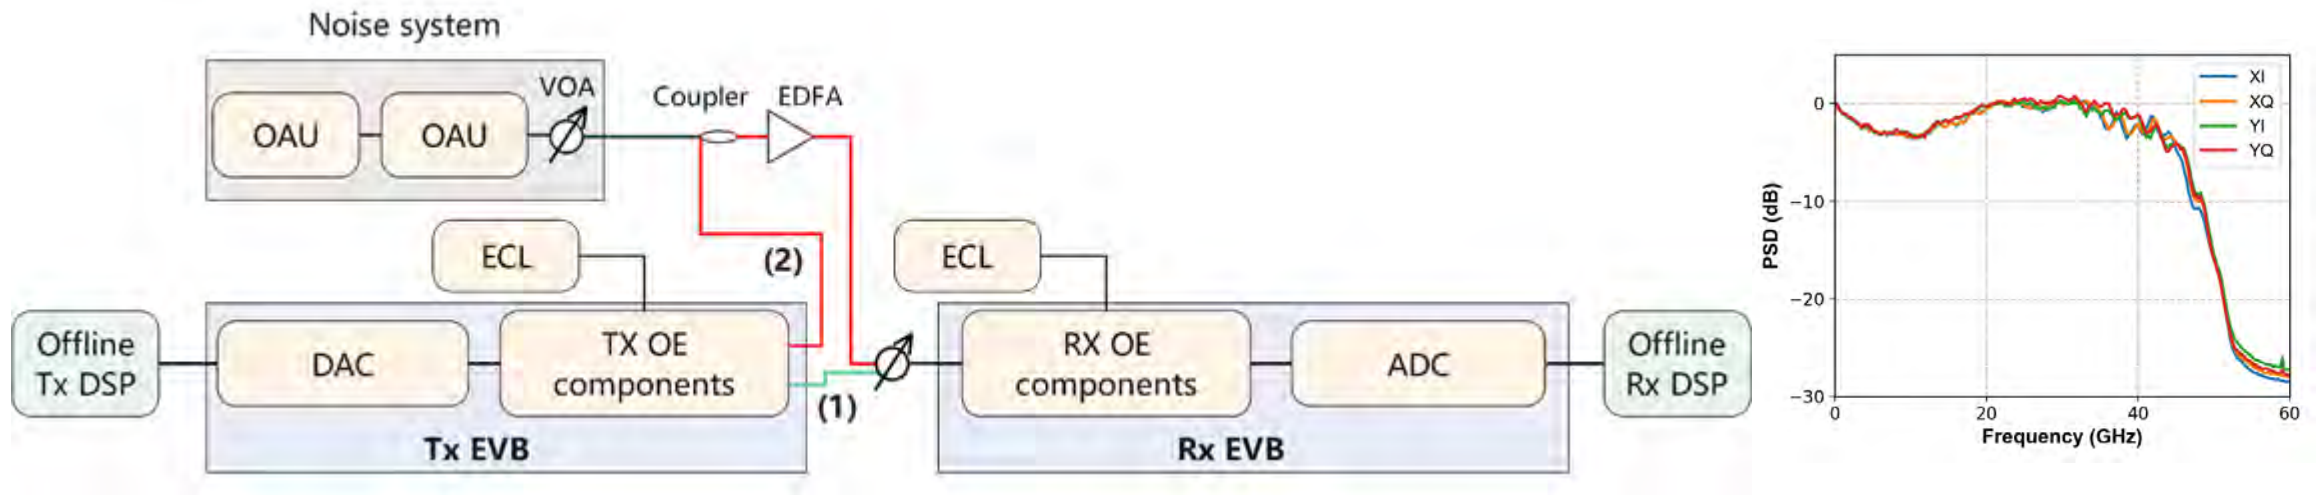 Noise system
OAU
OAU
VOA
Coupler
EDFA
ECL
(2)
ECL
Offline
Tx DSP
DAC
TX OE
components
(1)
Tx EVB
RX OE
components
ADC
Rx EVB
Offline
Rx DSP
PSD (dB)
0
−10
−20
−30
0
20
40
60
Frequency (GHz)
XI
XQ
YI
YQ